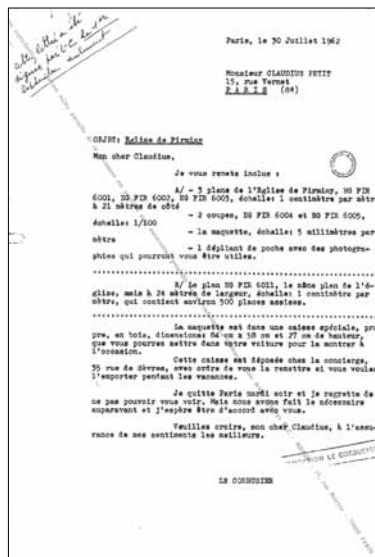 Paris, le 30 Juillet 1962
Monsieur CLAUDIUS PETIT
15, rue Vernet
PARIS (8º)
OBJET: Eglise de Firminy
Mon cher Claudius,
Je vous remets inclus :
A/ - 3 plans de l'Eglise de Firminy, BG FIR
6001, BG FIR 6002, BG FIR 6003, échelle: 1 centimètre par mètre
à 21 mètres de côté
- 2 coupes, BG FIR 6004 et BG FIR 6005,
échelle: 1/100
- la maquette, échelle: 5 millimètres par
mètre
- 1 dépliant de poche avec des photogra-
phies qui pourront vous être utiles.
B/ Le plan BG FIR 6011, le même plan de l'é-
glise, mais à 24 mètres de largeur, échelle: 1 centimètre par
mètre, qui contient environ 500 places assises.
La maquette est dans une caisse spéciale, pro
pre, en bois, dimensions: 84 cm x 58 cm et 27 cm de hauteur,
que vous pourrez mettre dans votre voiture pour la montrer à
l'occasion.
Cette caisse est déposée chez la concierge,
35 rue de Sèvres, avec ordre de vous la remettre si vous voulez
l'exporter pendant les vacances.
Je quitte Paris mardi soir et je regrette de
ne pas pouvoir vous voir. Mais nous avons fait le nécessaire
auparavant et j'espère être d'accord avec vous.
Veuillez croire, mon cher Claudius, à l'assu-
rance de mes sentiments les meilleurs.
LE CORBUSIER